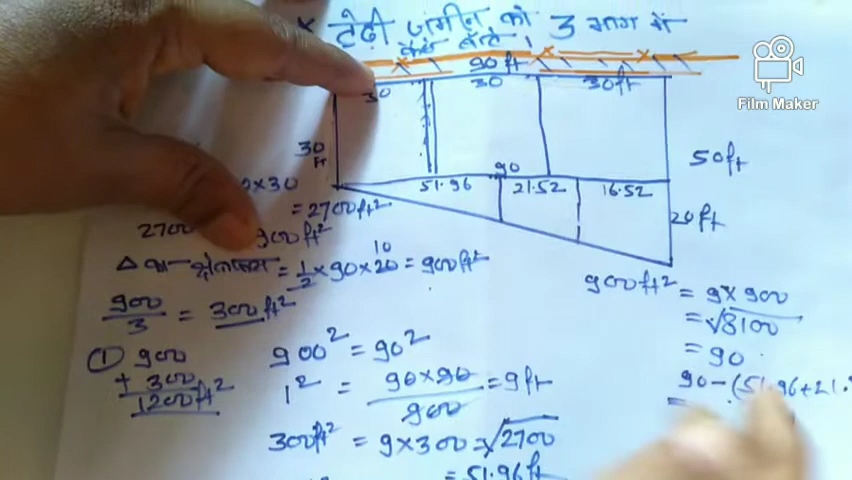 × टेढ़ी ज़मीन को 3 भाग में
कैसे बाँटे !
90 ft
30 30 30ft
30
FT
50ft
90
51.96 21.52 16.52
20ft
×30
= 2700ft²
2700 900ft²
Δ का क्षेत्रफल = 1/2 × 90 × 20 = 900ft²
10
900/3 = 300ft²
① 900
+ 300
1200ft²
900² = 90²
1² = 90×90/900 = 9ft
300ft² = 9×300 = √2700
= 51.96ft
900ft² = 9×900
= √8100
= 90
90-(51.96+21.
=
Film Maker